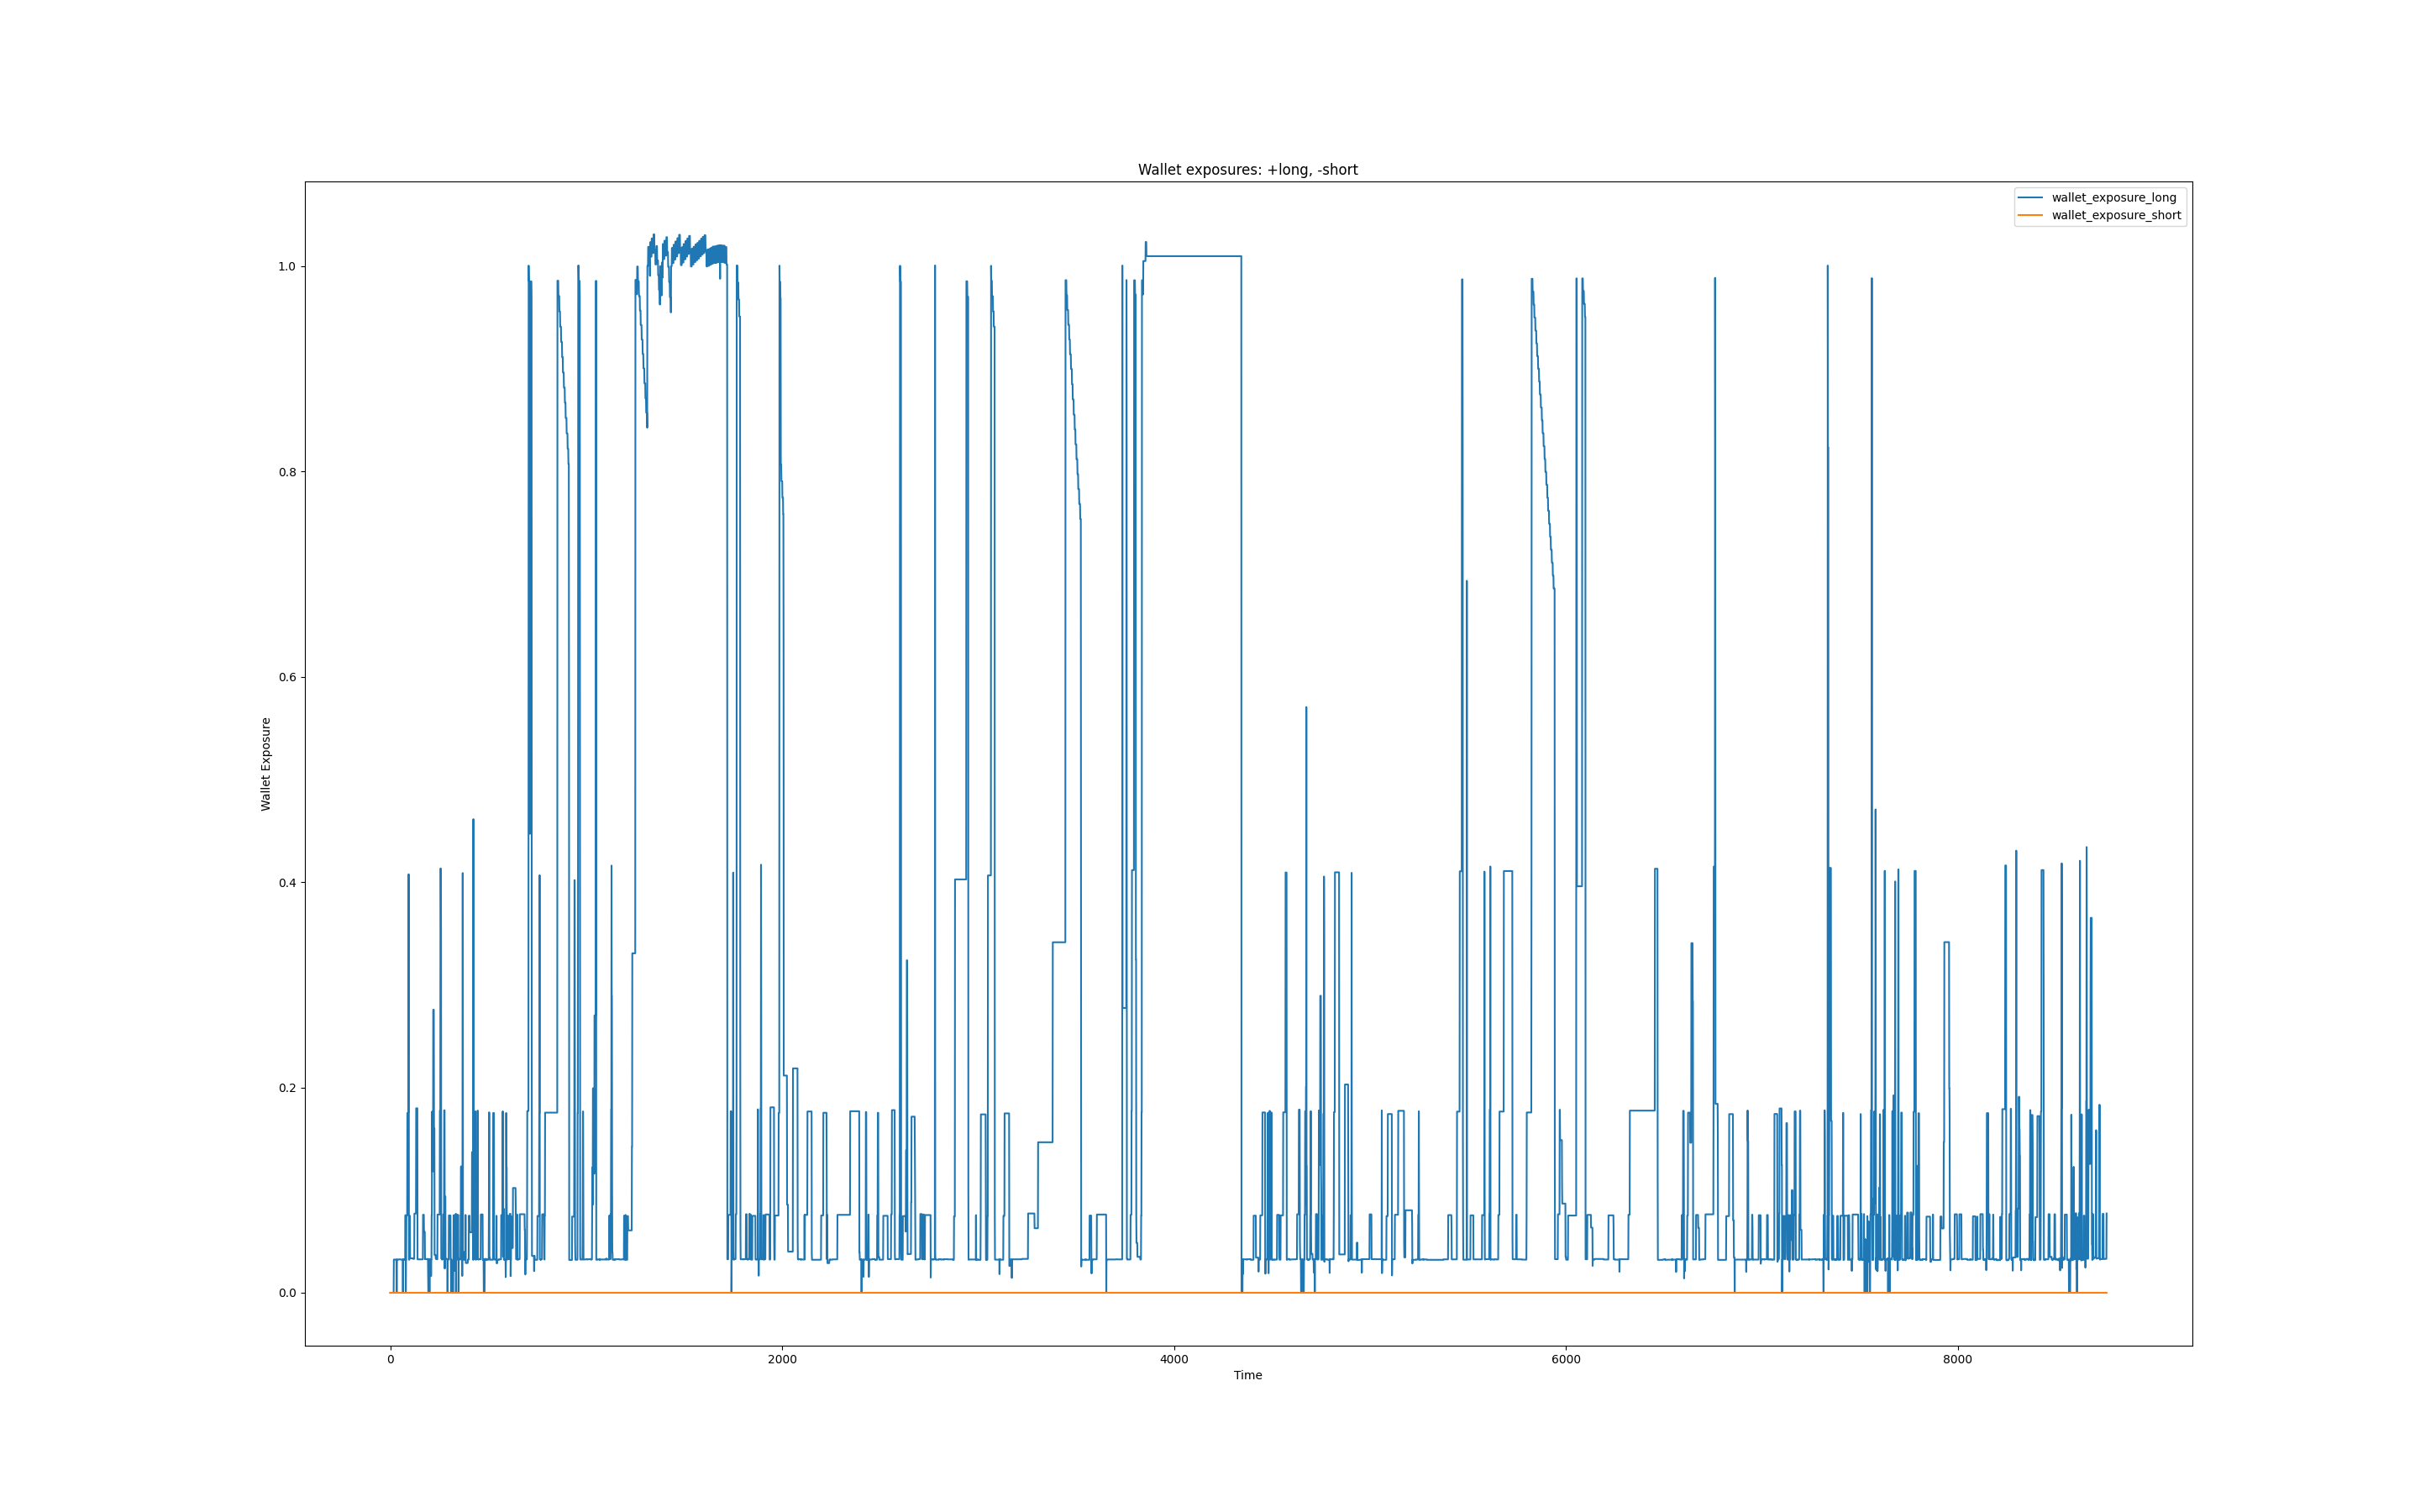 Wallet exposures: +long, -short
wallet_exposure_long
wallet_exposure_short
1.0
0.8
0.6
0.4
0.2
0.0
Wallet Exposure
0 2000 4000 6000 8000
Time